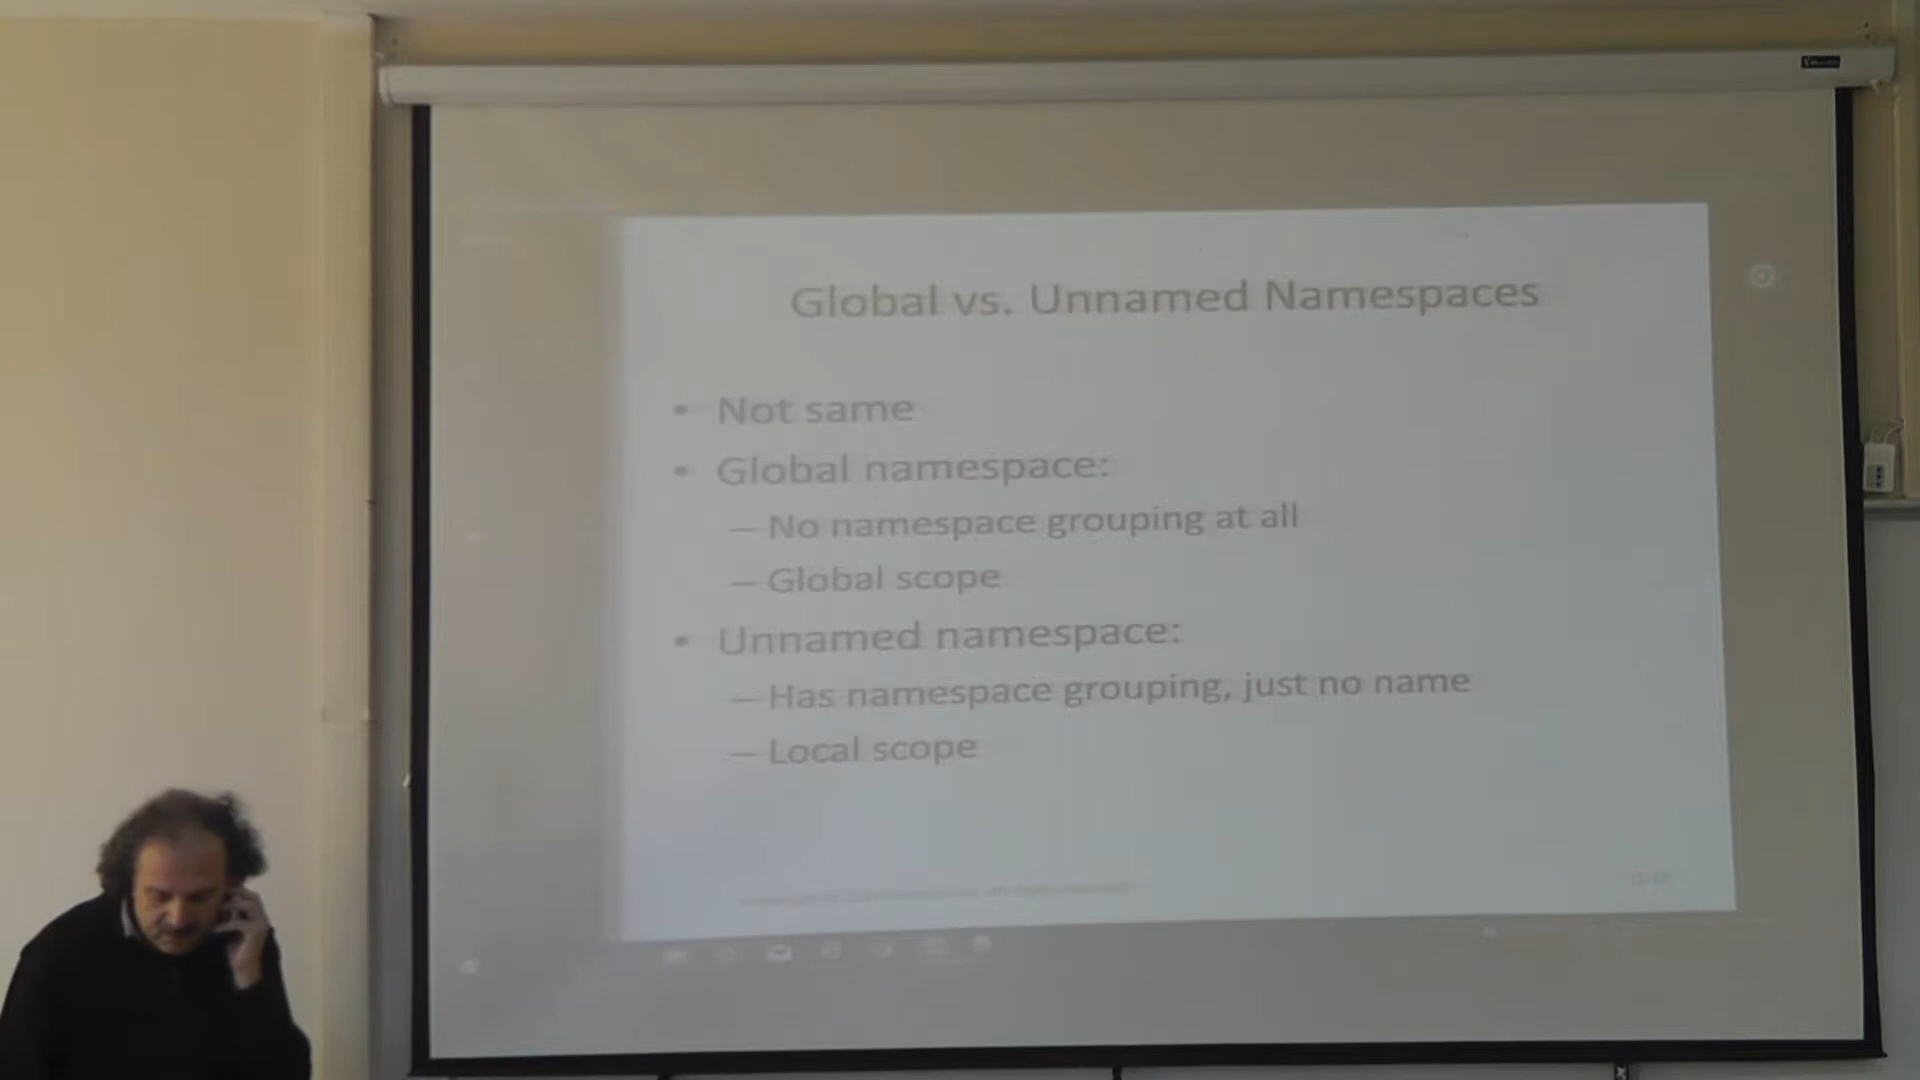 Global vs. Unnamed Namespaces
• Not same
• Global namespace:
– No namespace grouping at all
– Global scope
• Unnamed namespace:
– Has namespace grouping, just no name
– Local scope